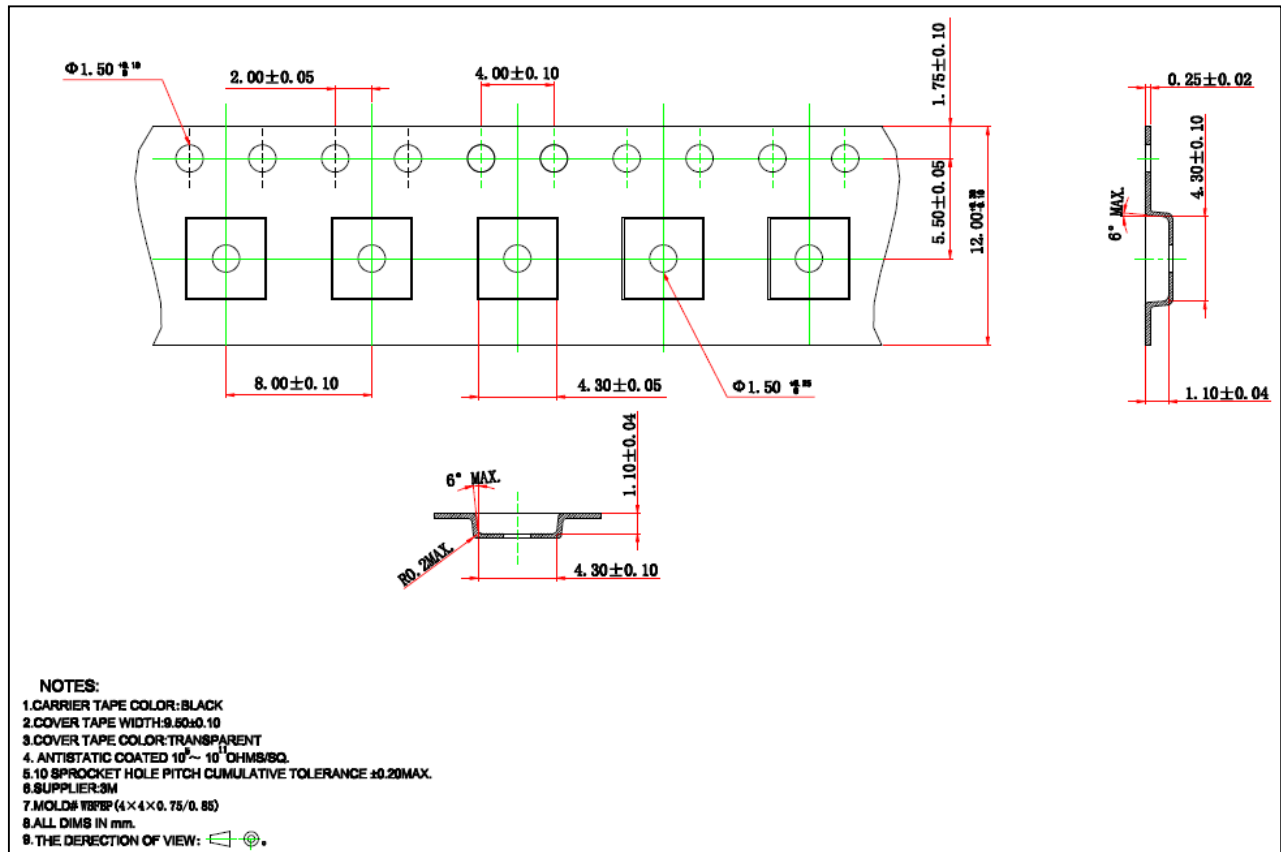 Φ1.50 +0.10 0
2.00±0.05
4.00±0.10
1.75±0.10
0.25±0.02
5.50±0.05
12.00
4.30±0.10
6° MAX.
8.00±0.10
4.30±0.05
Φ1.50
1.10±0.04
1.10±0.04
6° MAX.
R0.2MAX.
4.30±0.10
NOTES:
1.CARRIER TAPE COLOR:BLACK
2.COVER TAPE WIDTH:9.50±0.10
3.COVER TAPE COLOR:TRANSPARENT
4. ANTISTATIC COATED 10 ~ 10¹¹OHMS/SQ.
5.10 SPROCKET HOLE PITCH CUMULATIVE TOLERANCE ±0.20MAX.
6.SUPPLIER:3M
7.MOLD# (4×4×0.75/0.85)
8.ALL DIMS IN mm.
9.THE DERECTION OF VIEW: